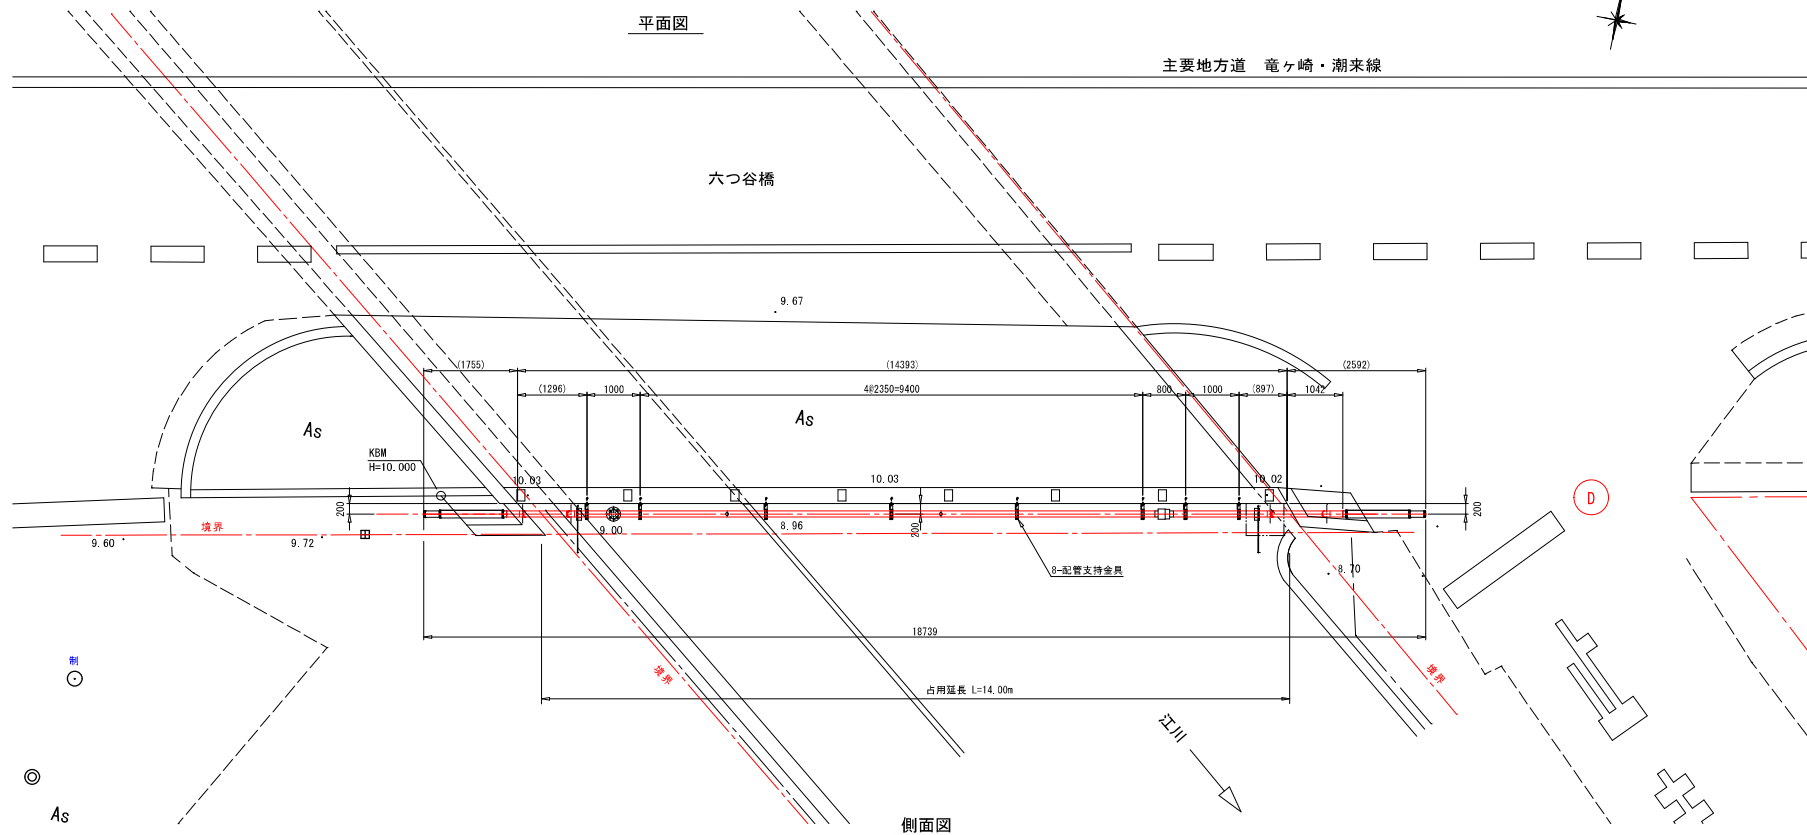 平面図
主要地方道 竜ヶ崎・潮来線
六つ谷橋
9.67
(1755)
(14393)
(2592)
(1296)
1000
4@2350=9400
800
1000
(897)
1042
As
As
KBM
H=10.000
10.03
10.03
10.02
200
200
200
境界
9.60
9.72
9.00
8.96
8-配管支持金具
8.70
D
18739
制
境界
境界
占用延長 L=14.00m
江川
As
側面図